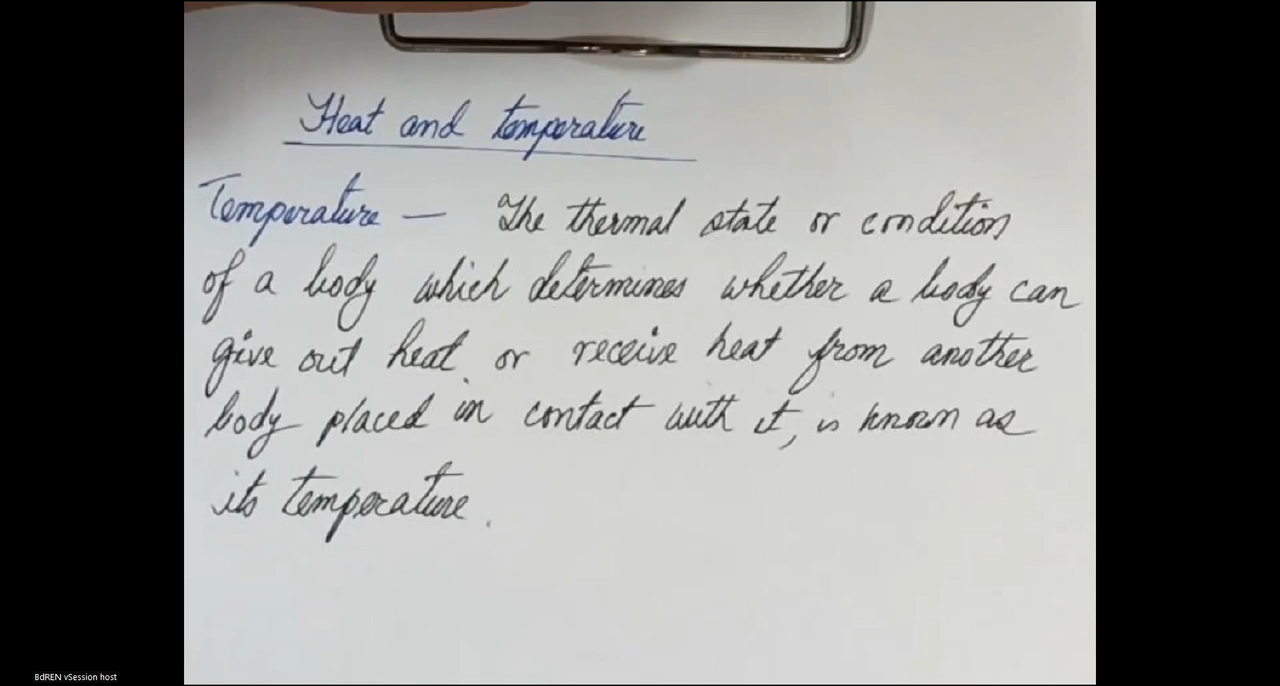 Heat and temperature
Temperature — The thermal state or condition
of a body which determines whether a body can
give out heat or receive heat from another
body placed in contact with it, is known as
its temperature.
BdREN vSession host